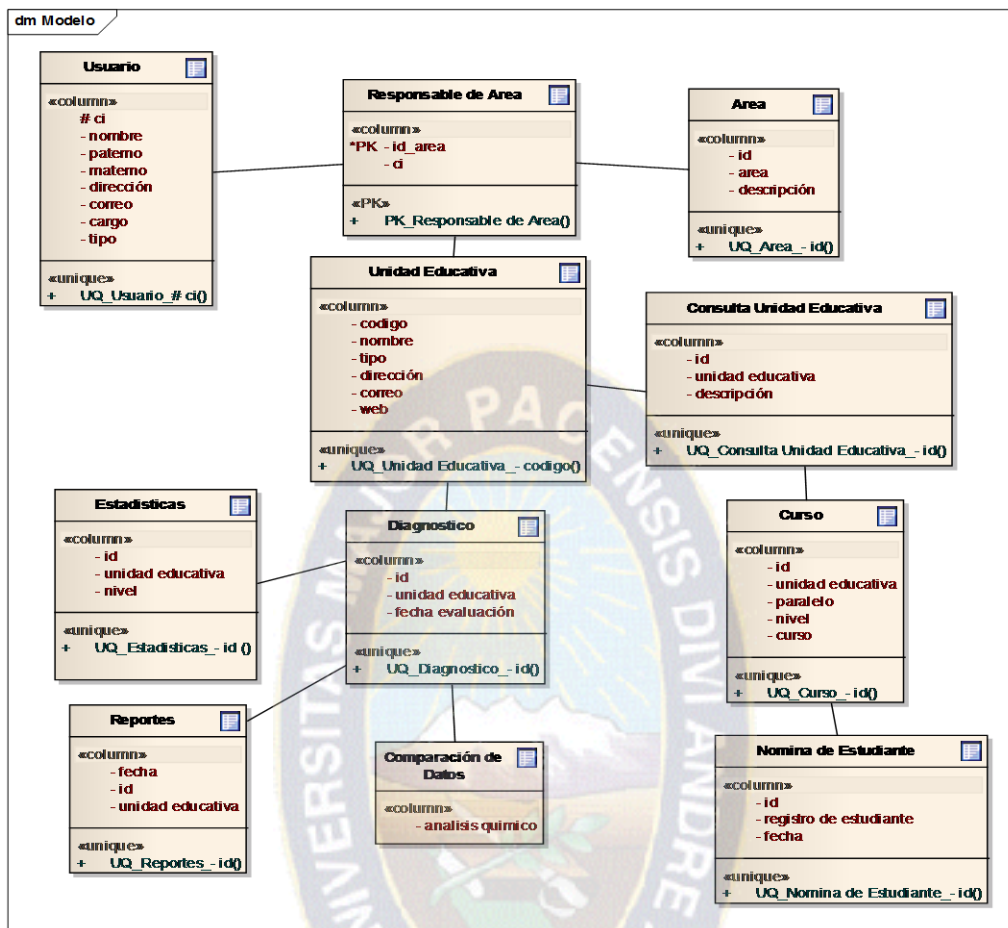 dm Modelo
Usuario
«column»
# ci
- nombre
- paterno
- materno
- dirección
- correo
- cargo
- tipo
«unique»
+ UQ_Usuario_# ci()
Responsable de Area
«column»
*PK - id_area
- ci
«PK»
+ PK_Responsable de Area()
Area
«column»
- id
- area
- descripción
«unique»
+ UQ_Area_- id()
Unidad Educativa
«column»
- codigo
- nombre
- tipo
- dirección
- correo
- web
«unique»
+ UQ_Unidad Educativa_- codigo()
Consulta Unidad Educativa
«column»
- id
- unidad educativa
- descripción
«unique»
+ UQ_Consulta Unidad Educativa_- id()
Estadisticas
«column»
- id
- unidad educativa
- nivel
«unique»
+ UQ_Estadisticas_- id ()
Diagnostico
«column»
- id
- unidad educativa
- fecha evaluación
«unique»
+ UQ_Diagnostico_- id()
Curso
«column»
- id
- unidad educativa
- paralelo
- nivel
- curso
«unique»
+ UQ_Curso_- id()
Reportes
«column»
- fecha
- id
- unidad educativa
«unique»
+ UQ_Reportes_- id()
Comparación de
Datos
«column»
- analisis quimico
Nomina de Estudiante
«column»
- id
- registro de estudiante
- fecha
«unique»
+ UQ_Nomina de Estudiante_- id()
UNIVERSITAS MAJOR PACENSIS DIVI ANDRE